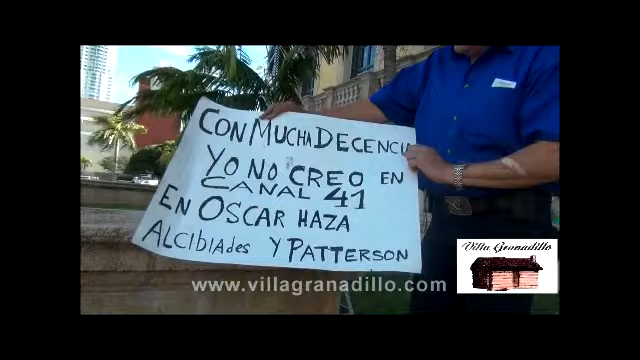 CON MUCHA DECENCIA
YO NO CREO EN
CANAL 41
EN OSCAR HAZA
ALCIBIAdes Y PATTERSON
Villa Granadillo
www.villagranadillo.com